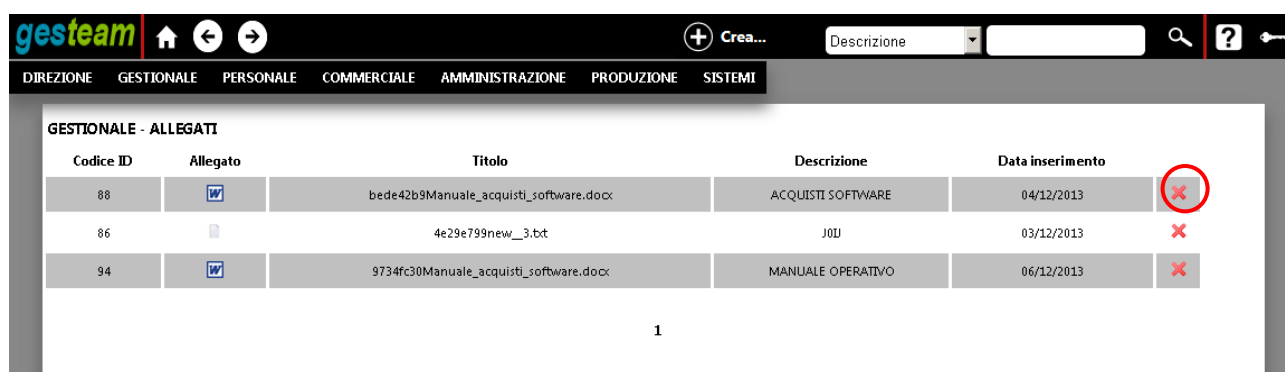 gesteam Crea... Descrizione ?
DIREZIONE GESTIONALE PERSONALE COMMERCIALE AMMINISTRAZIONE PRODUZIONE SISTEMI
GESTIONALE - ALLEGATI
Codice ID Allegato Titolo Descrizione Data inserimento
88 W bede42b9Manuale_acquisti_software.docx ACQUISTI SOFTWARE 04/12/2013
86 4e29e799new__3.txt J0IJ 03/12/2013
94 W 9734fc30Manuale_acquisti_software.docx MANUALE OPERATIVO 06/12/2013
1